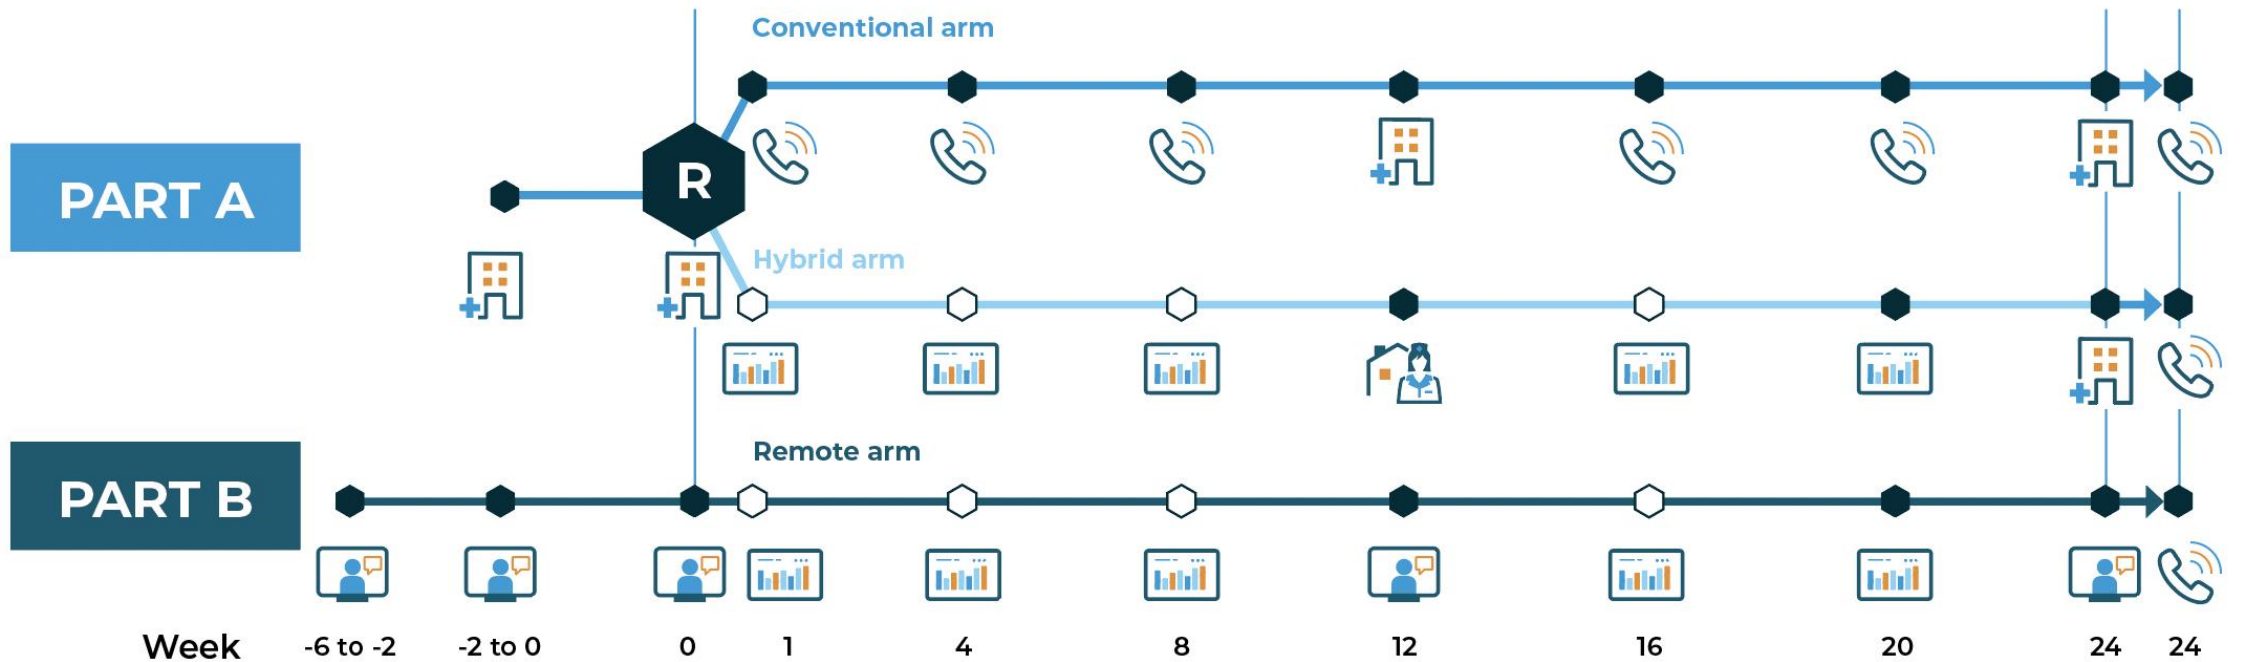 Conventional arm
PART A
R
Hybrid arm
Remote arm
PART B
Week -6 to -2 -2 to 0 0 1 4 8 12 16 20 24 24